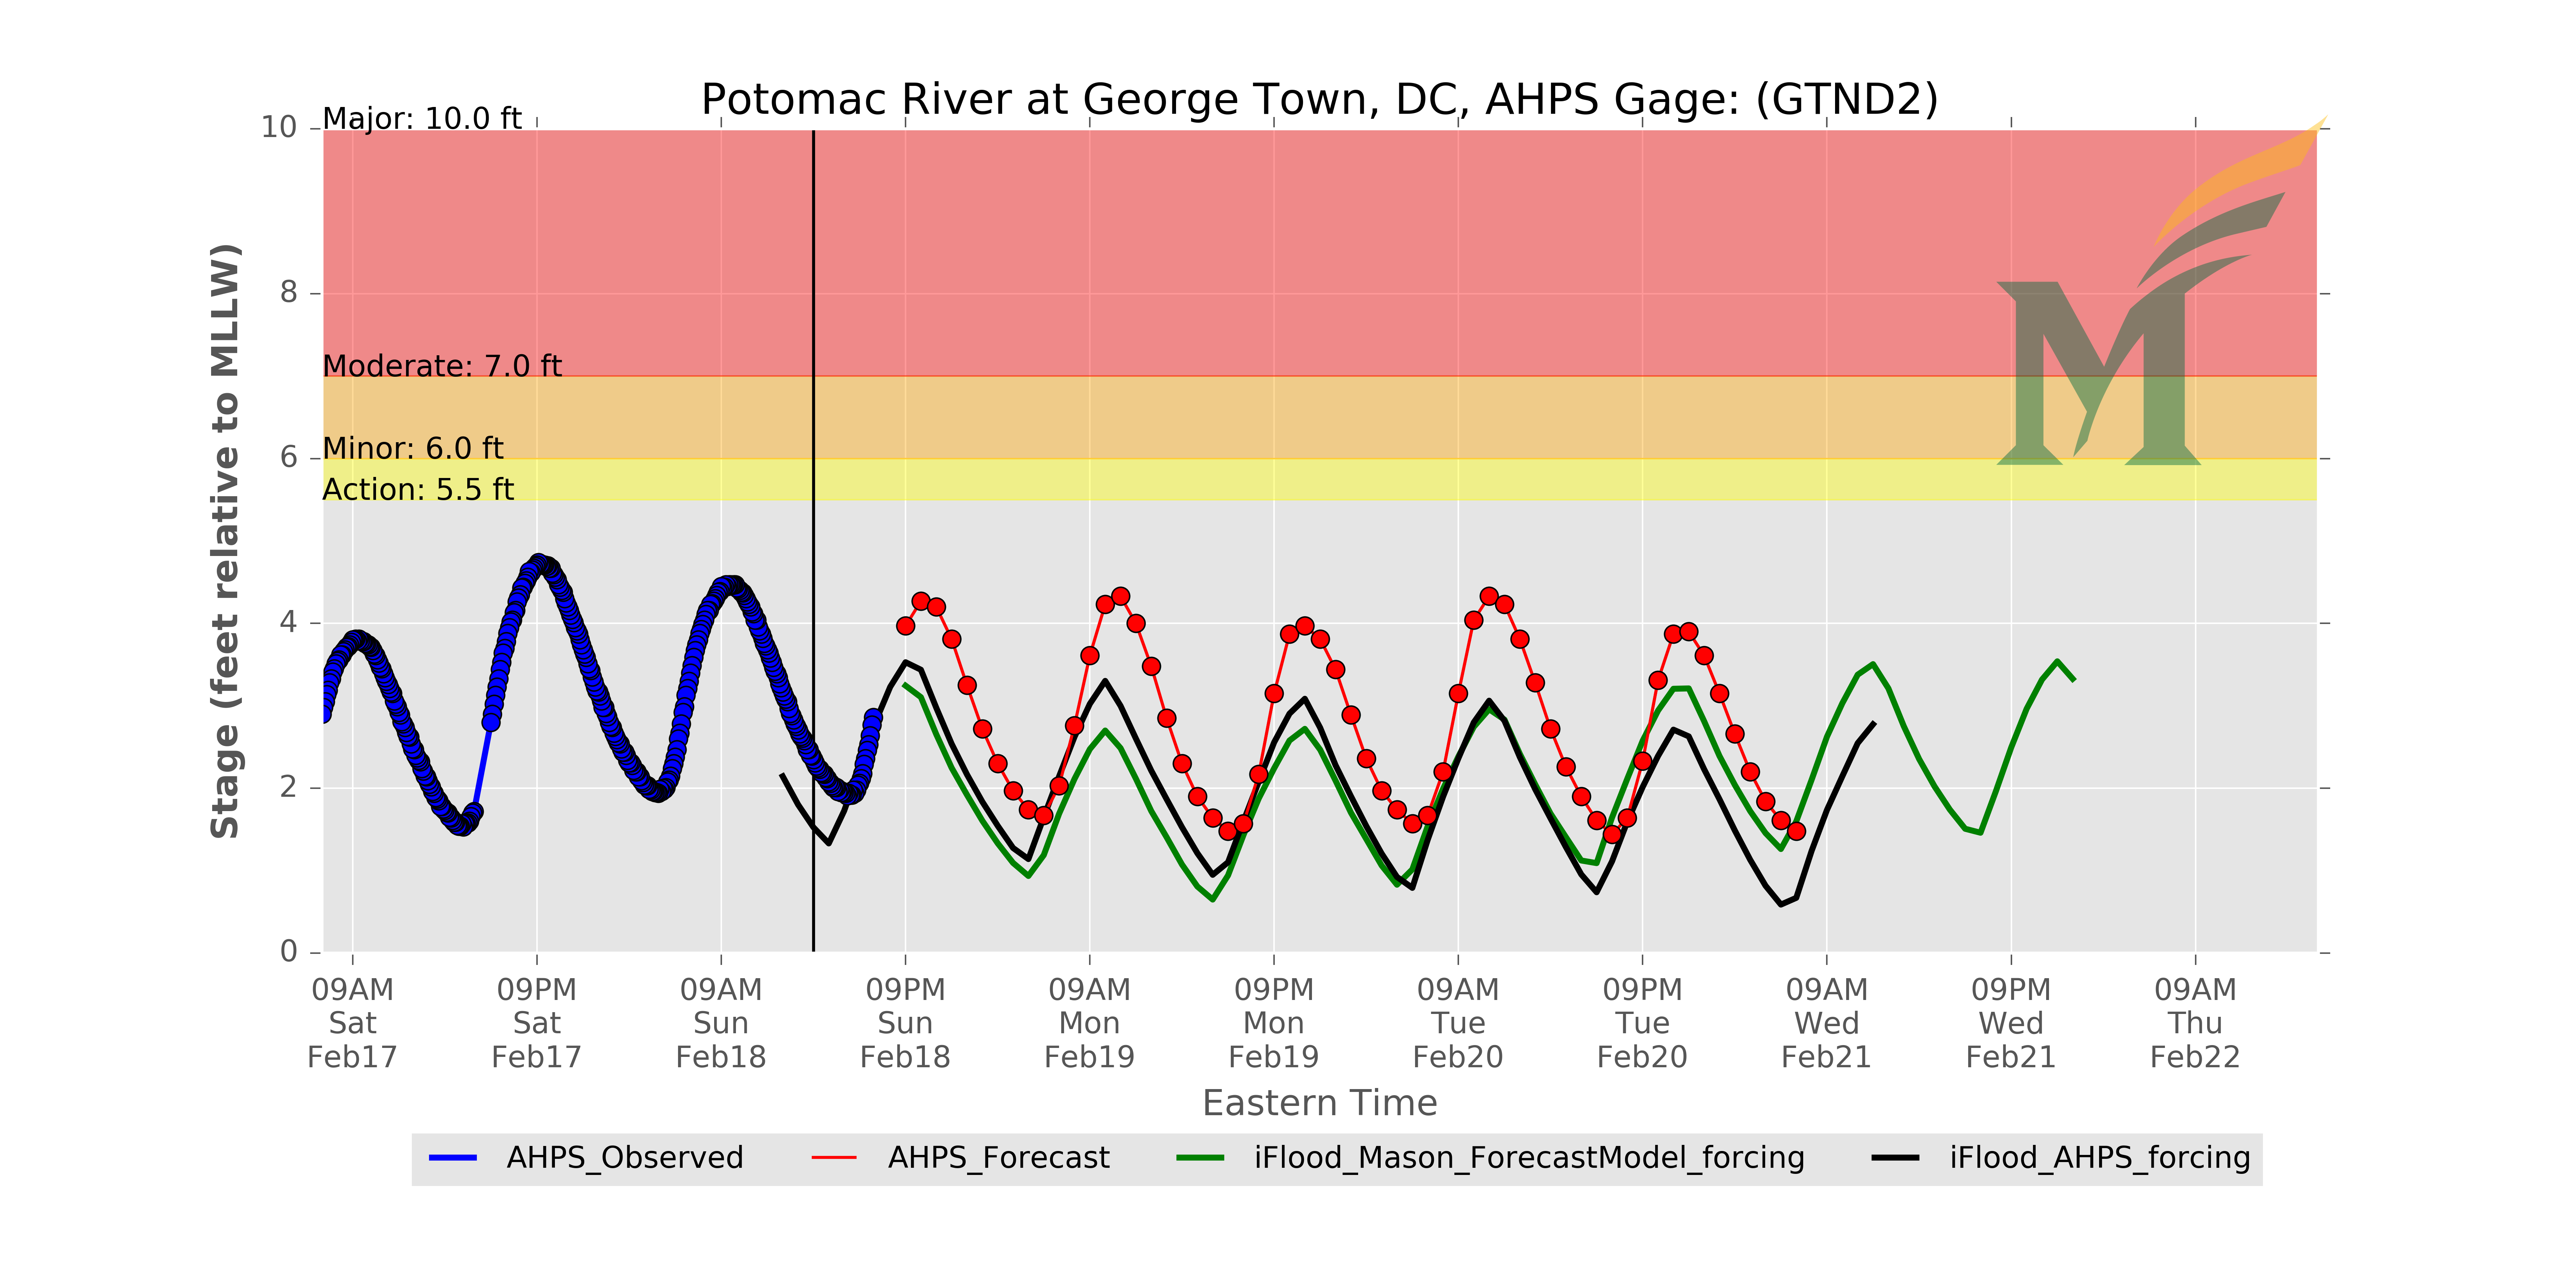 Potomac River at George Town, DC, AHPS Gage: (GTND2)
Major: 10.0 ft
Moderate: 7.0 ft
Minor: 6.0 ft
Action: 5.5 ft
Stage (feet relative to MLLW)
10
8
6
4
2
0
09AM Sat Feb17
09PM Sat Feb17
09AM Sun Feb18
09PM Sun Feb18
09AM Mon Feb19
09PM Mon Feb19
09AM Tue Feb20
09PM Tue Feb20
09AM Wed Feb21
09PM Wed Feb21
09AM Thu Feb22
Eastern Time
AHPS_Observed
AHPS_Forecast
iFlood_Mason_ForecastModel_forcing
iFlood_AHPS_forcing
M